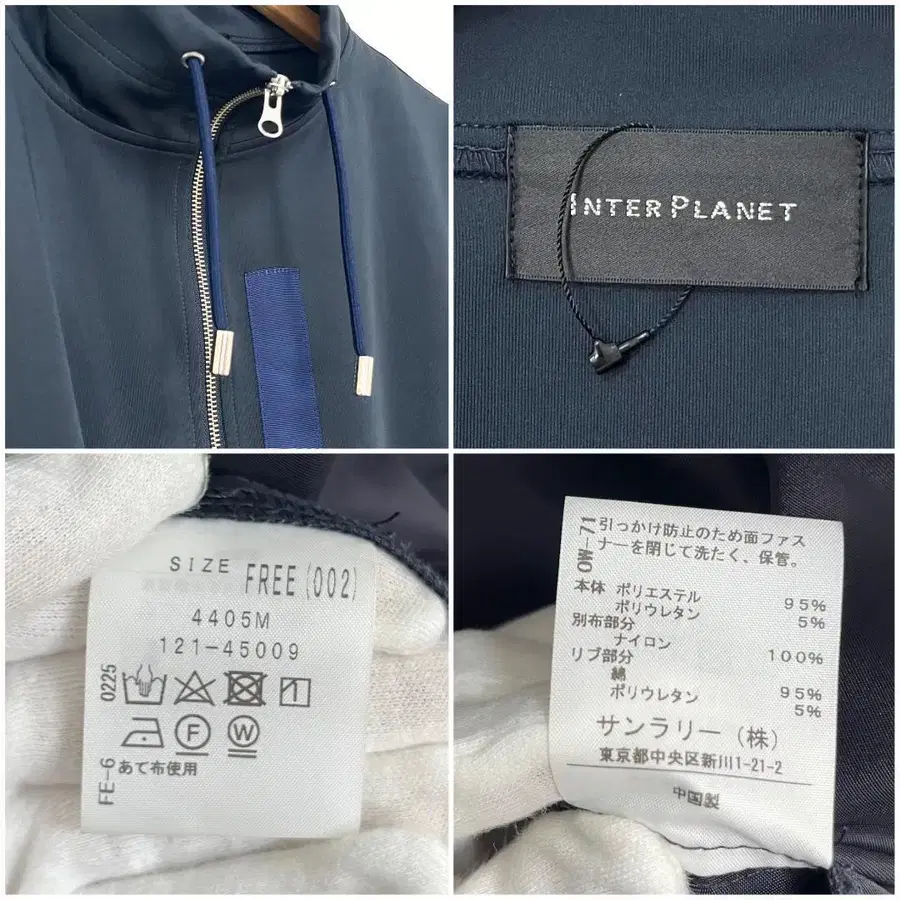 INTER PLANET
SIZE FREE (002)
4405M
121-45009
0225
F
W
FE-6
あて布使用
OW-71
引っかけ防止のため面ファス
ナーを閉じて洗たく、保管。
本体 ポリエステル 95%
ポリウレタン 5%
別布部分
ナイロン 100%
リブ部分
綿 95%
ポリウレタン 5%
サンラリー(株)
東京都中央区新川1-21-2
中国製